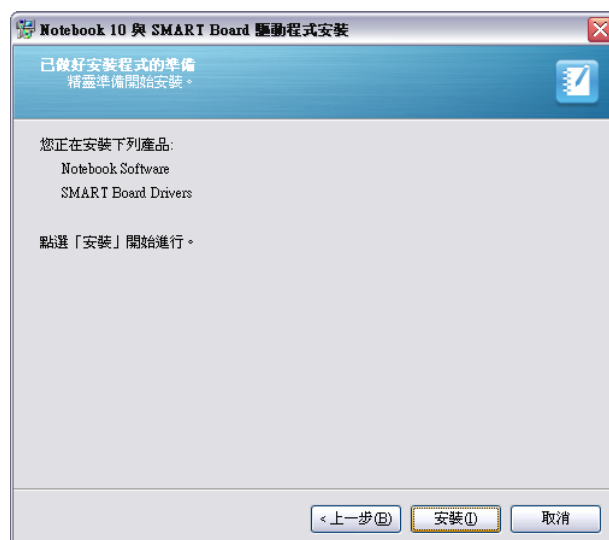 Notebook 10 與 SMART Board 驅動程式安裝
已做好安裝程式的準備
精靈準備開始安裝。
您正在安裝下列產品:
Notebook Software
SMART Board Drivers
點選「安裝」開始進行。
<上一步(B) 安裝(I) 取消